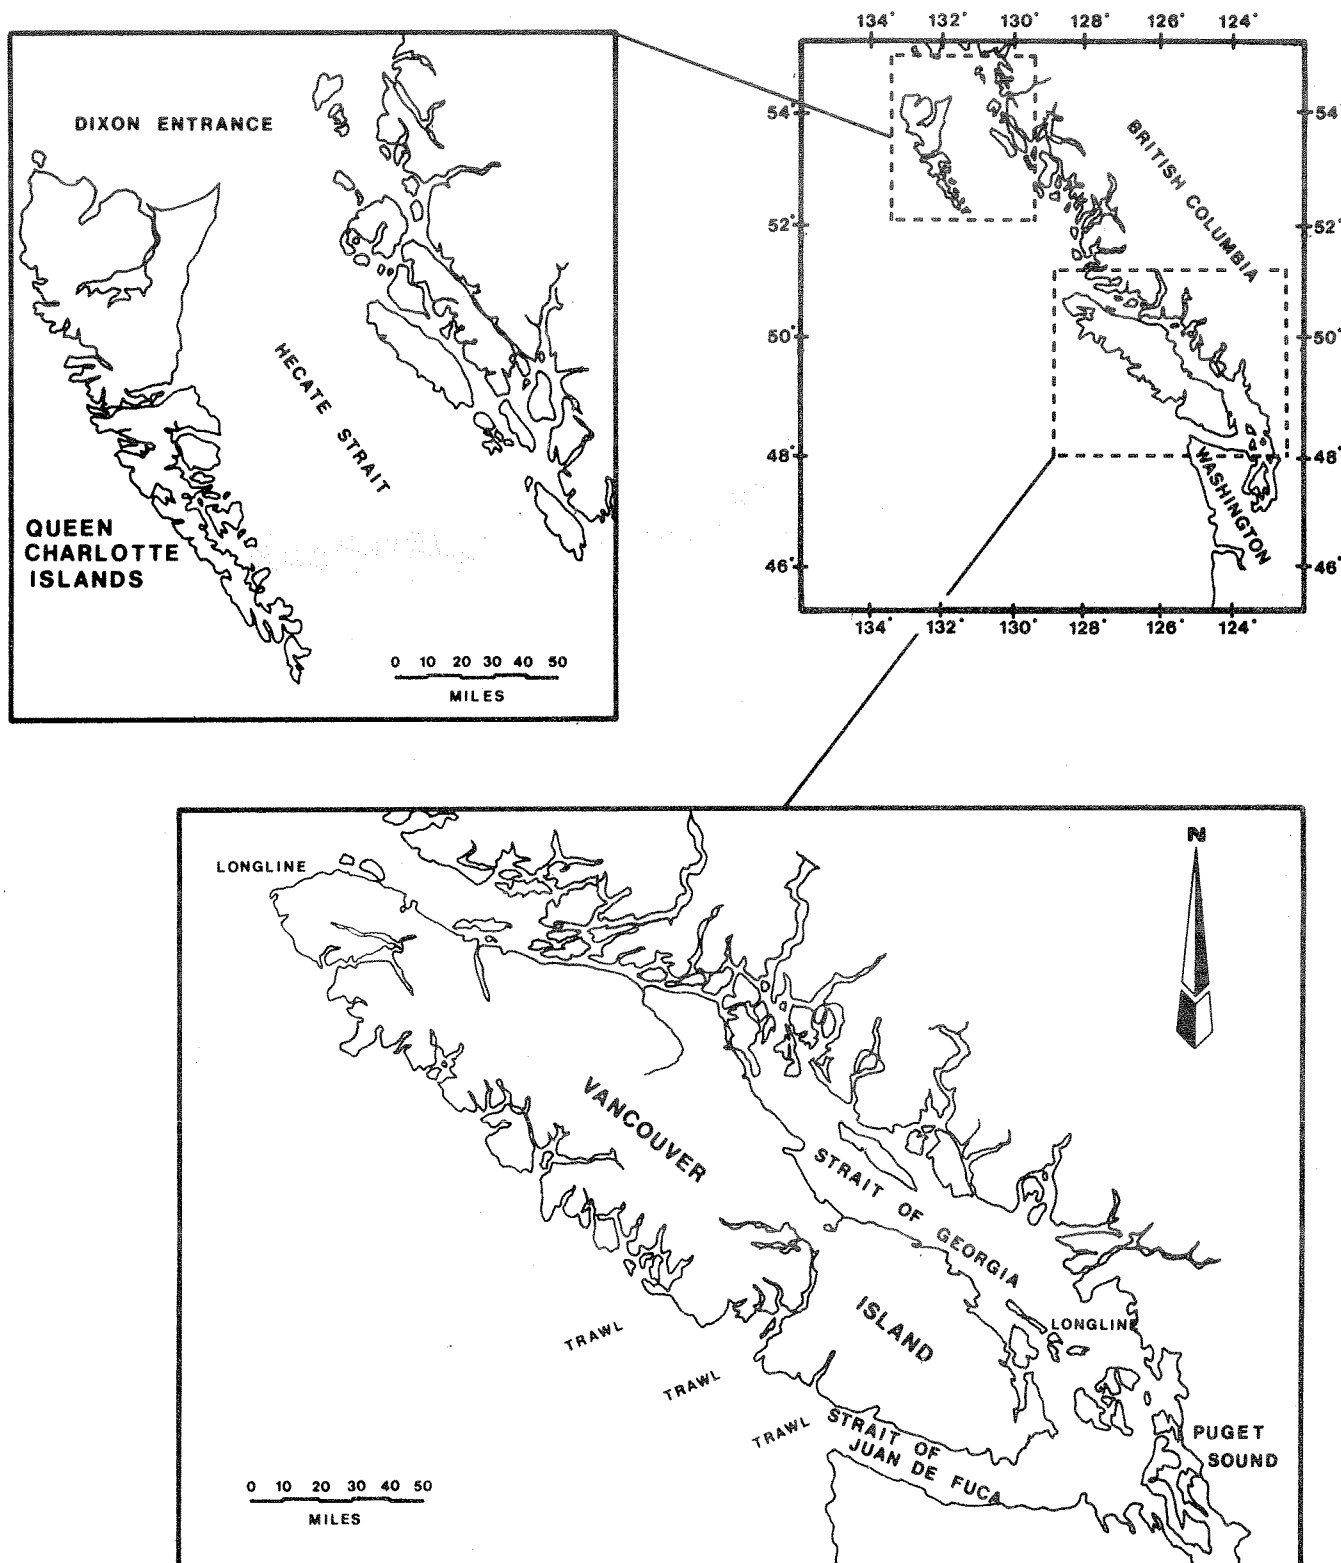 DIXON ENTRANCE
HECATE STRAIT
QUEEN
CHARLOTTE
ISLANDS
0 10 20 30 40 50
MILES
134° 132° 130° 128° 126° 124°
54° 54°
52° 52°
50° 50°
48° 48°
46° 46°
BRITISH COLUMBIA
WASHINGTON
134° 132° 130° 128° 126° 124°
N
LONGLINE
VANCOUVER
ISLAND
STRAIT OF GEORGIA
LONGLINE
TRAWL
TRAWL
TRAWL
STRAIT OF
JUAN DE FUCA
PUGET
SOUND
0 10 20 30 40 50
MILES